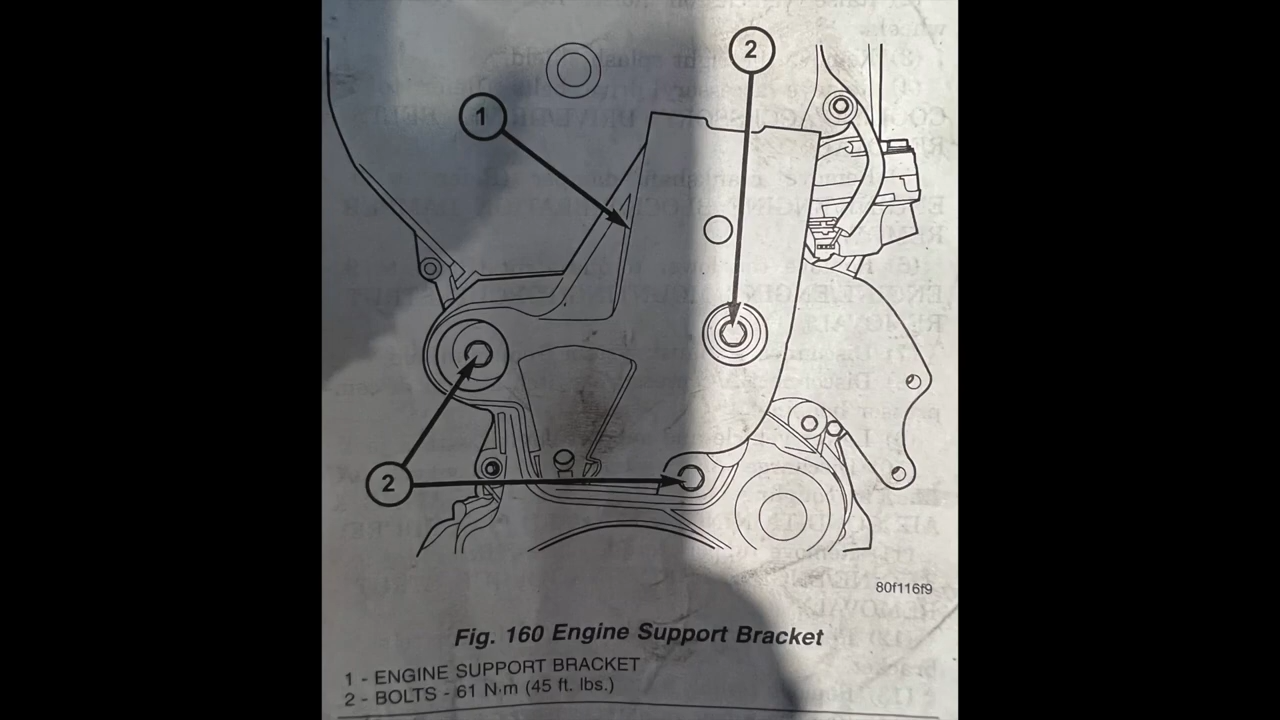 2
1
2
80f116f9
Fig. 160 Engine Support Bracket
1 - ENGINE SUPPORT BRACKET
2 - BOLTS - 61 N·m (45 ft. lbs.)